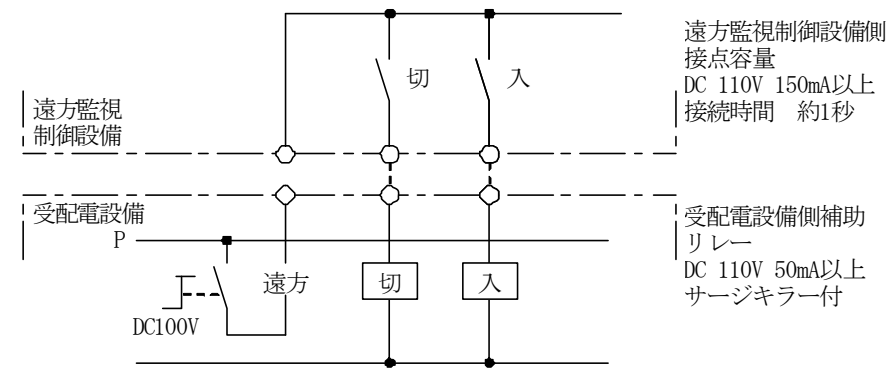 遠方監視制御設備側
接点容量
DC 110V 150mA以上
接続時間　約1秒
切
入
遠方監視
制御設備
受配電設備
P
遠方
切
入
DC100V
受配電設備側補助
リレー
DC 110V 50mA以上
サージキラー付